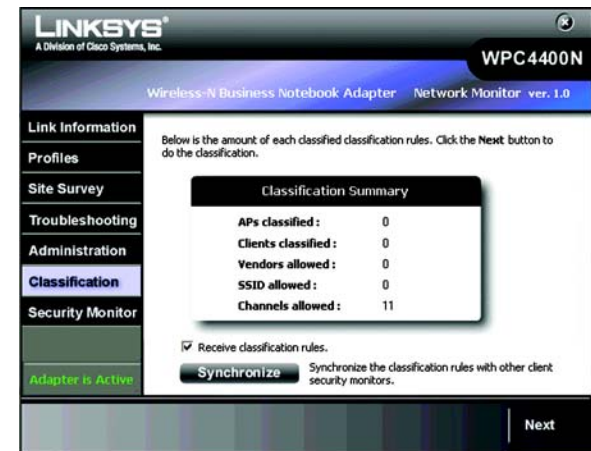 LINKSYS®
A Division of Cisco Systems, Inc.
WPC4400N
Wireless-N Business Notebook Adapter Network Monitor ver. 1.0
Link Information
Profiles
Site Survey
Troubleshooting
Administration
Classification
Security Monitor
Adapter is Active
Below is the amount of each classified classification rules. Click the Next button to
do the classification.
Classification Summary
APs classified : 0
Clients classified : 0
Vendors allowed : 0
SSID allowed : 0
Channels allowed : 11
Receive classification rules.
Synchronize
Synchronize the classification rules with other client
security monitors.
Next